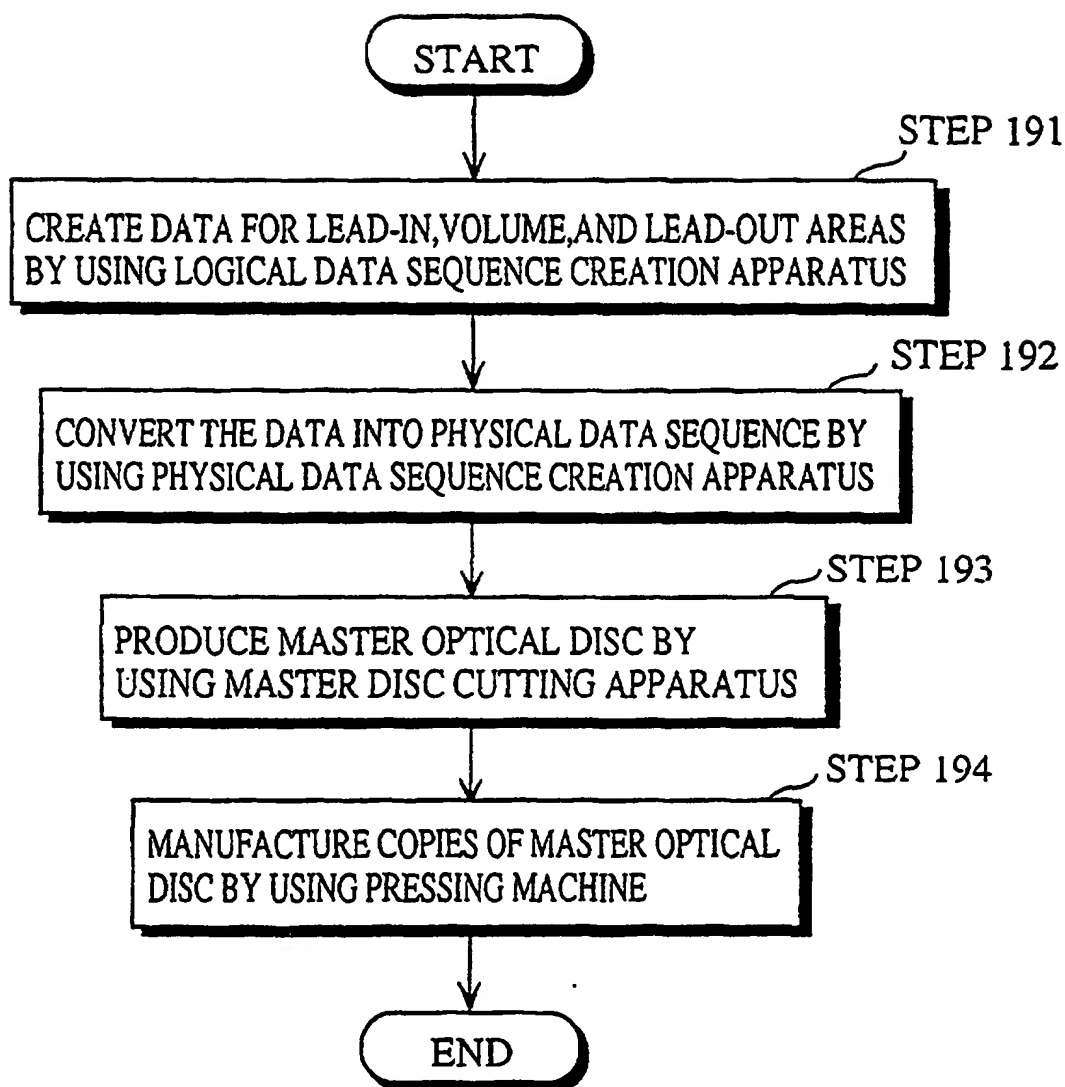 START
STEP 191
CREATE DATA FOR LEAD-IN,VOLUME,AND LEAD-OUT AREAS
BY USING LOGICAL DATA SEQUENCE CREATION APPARATUS
STEP 192
CONVERT THE DATA INTO PHYSICAL DATA SEQUENCE BY
USING PHYSICAL DATA SEQUENCE CREATION APPARATUS
STEP 193
PRODUCE MASTER OPTICAL DISC BY
USING MASTER DISC CUTTING APPARATUS
STEP 194
MANUFACTURE COPIES OF MASTER OPTICAL
DISC BY USING PRESSING MACHINE
END